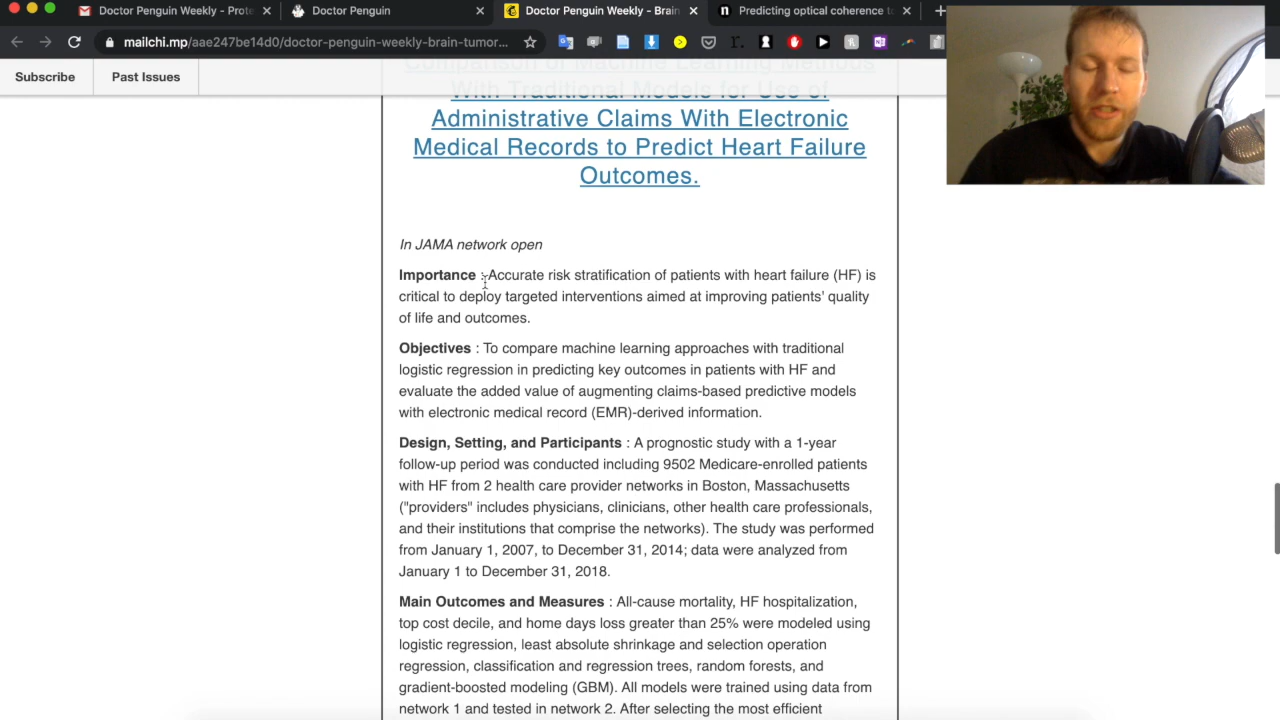 Doctor Penguin Weekly - Prote
Doctor Penguin
Doctor Penguin Weekly - Brain
Predicting optical coherence to
mailchi.mp/aae247be14d0/doctor-penguin-weekly-brain-tumor...
Subscribe
Past Issues
Comparison of Machine Learning Methods
With Traditional Models for Use of
Administrative Claims With Electronic
Medical Records to Predict Heart Failure
Outcomes.
In JAMA network open
Importance : Accurate risk stratification of patients with heart failure (HF) is
critical to deploy targeted interventions aimed at improving patients' quality
of life and outcomes.
Objectives : To compare machine learning approaches with traditional
logistic regression in predicting key outcomes in patients with HF and
evaluate the added value of augmenting claims-based predictive models
with electronic medical record (EMR)-derived information.
Design, Setting, and Participants : A prognostic study with a 1-year
follow-up period was conducted including 9502 Medicare-enrolled patients
with HF from 2 health care provider networks in Boston, Massachusetts
("providers" includes physicians, clinicians, other health care professionals,
and their institutions that comprise the networks). The study was performed
from January 1, 2007, to December 31, 2014; data were analyzed from
January 1 to December 31, 2018.
Main Outcomes and Measures : All-cause mortality, HF hospitalization,
top cost decile, and home days loss greater than 25% were modeled using
logistic regression, least absolute shrinkage and selection operation
regression, classification and regression trees, random forests, and
gradient-boosted modeling (GBM). All models were trained using data from
network 1 and tested in network 2. After selecting the most efficient